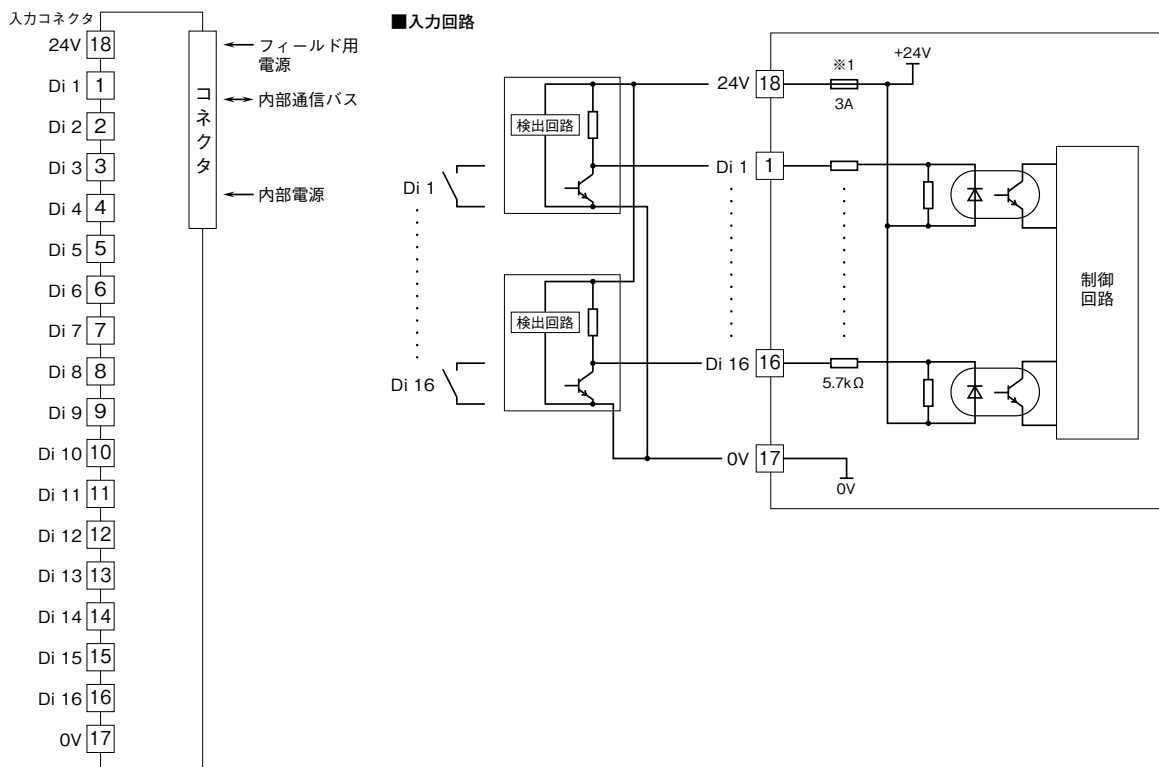 入力コネクタ
24V 18
Di 1 1
Di 2 2
Di 3 3
Di 4 4
Di 5 5
Di 6 6
Di 7 7
Di 8 8
Di 9 9
Di 10 10
Di 11 11
Di 12 12
Di 13 13
Di 14 14
Di 15 15
Di 16 16
0V 17
コネクタ
フィールド用
電源
内部通信バス
内部電源
■入力回路
検出回路
Di 1
検出回路
Di 16
24V 18
※1
3A
+24V
Di 1 1
Di 16 16
5.7kΩ
0V 17
0V
制御
回路